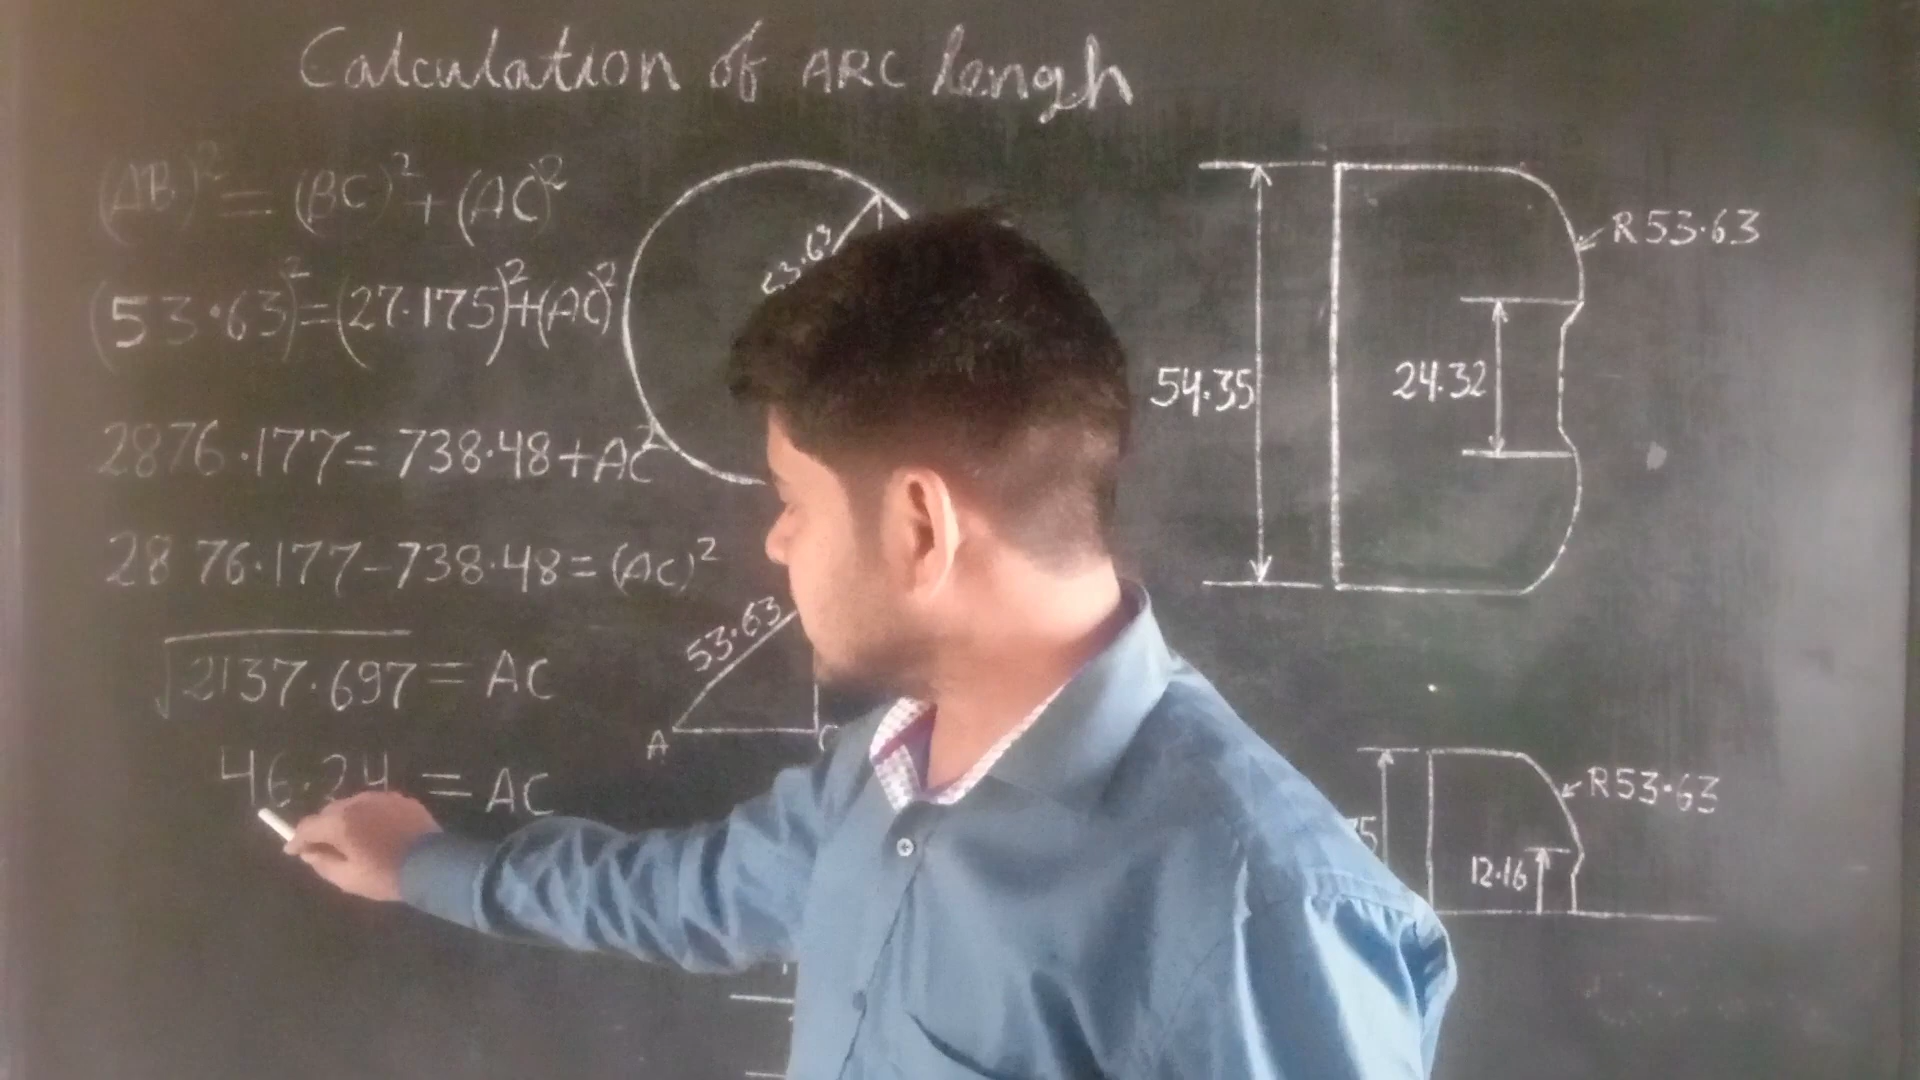 Calculation of ARC lengh
(AB)² = (BC)² + (AC)²
(53.63)² = (27.175)² + (AC)²
2876.177 = 738.48 + AC²
2876.177 - 738.48 = (AC)²
√2137.697 = AC
46.24 = AC
53.63
53.63
A
C
54.35
24.32
R53.63
R53.63
12.16